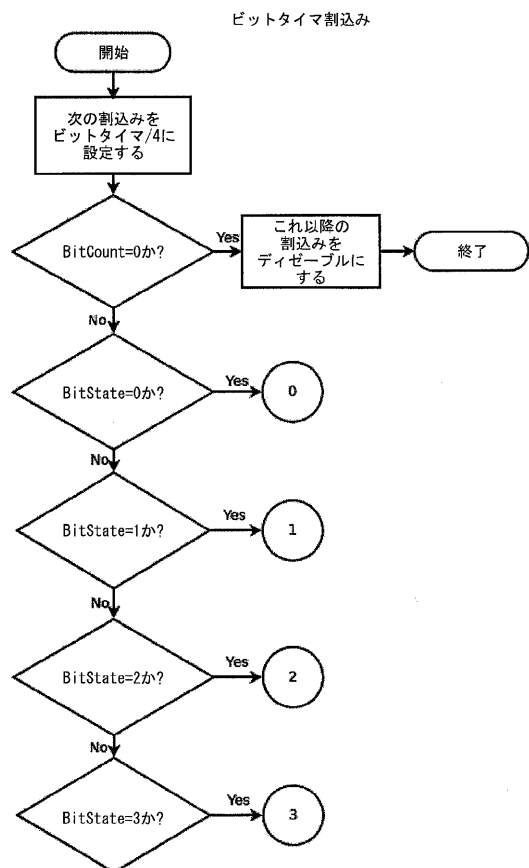 ビットタイマ割込み
開始
次の割込みを
ビットタイマ/4に
設定する
BitCount=0か?
Yes
これ以降の
割込みを
ディゼーブルに
する
終了
No
BitState=0か?
Yes
0
No
BitState=1か?
Yes
1
No
BitState=2か?
Yes
2
No
BitState=3か?
Yes
3